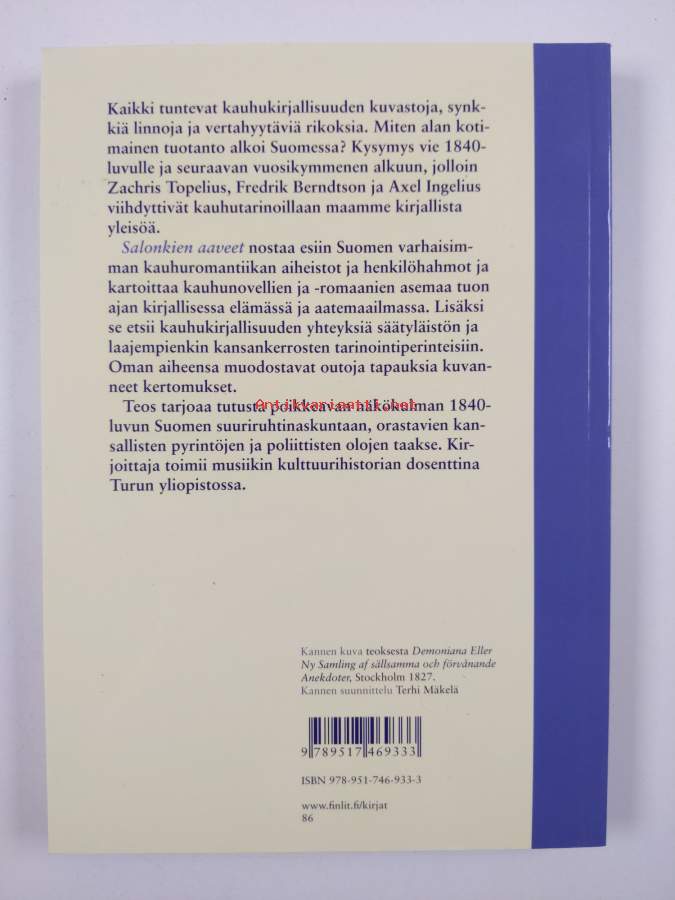 Kaikki tuntevat kauhukirjallisuuden kuvastoja, synk-
kiä linnoja ja vertahyytäviä rikoksia. Miten alan koti-
mainen tuotanto alkoi Suomessa? Kysymys vie 1840-
luvulle ja seuraavan vuosikymmenen alkuun, jolloin
Zachris Topelius, Fredrik Berndtson ja Axel Ingelius
viihdyttivät kauhutarinoillaan maamme kirjallista
yleisöä.
Salonkien aaveet nostaa esiin Suomen varhaisim-
man kauhuromantiikan aiheistot ja henkilöhahmot ja
kartoittaa kauhunovellien ja -romaanien asemaa tuon
ajan kirjallisessa elämässä ja aatemaailmassa. Lisäksi
se etsii kauhukirjallisuuden yhteyksiä säätyläistön ja
laajempienkin kansankerrosten tarinointiperinteisiin.
Oman aiheensa muodostavat outoja tapauksia kuvan-
neet kertomukset.
Antikkariaatti.net
Teos tarjoaa tutusta poikkeavan näkökulman 1840-
luvun Suomen suuriruhtinaskuntaan, orastavien kan-
sallisten pyrintöjen ja poliittisten olojen taakse. Kir-
joittaja toimii musiikin kulttuurihistorian dosenttina
Turun yliopistossa.
Kannen kuva teoksesta Demoniana Eller
Ny Samling af sällsamma och förvånande
Anekdoter, Stockholm 1827.
Kannen suunnittelu Terhi Mäkelä
9 789517 469333
ISBN 978-951-746-933-3
www.finlit.fi/kirjat
86